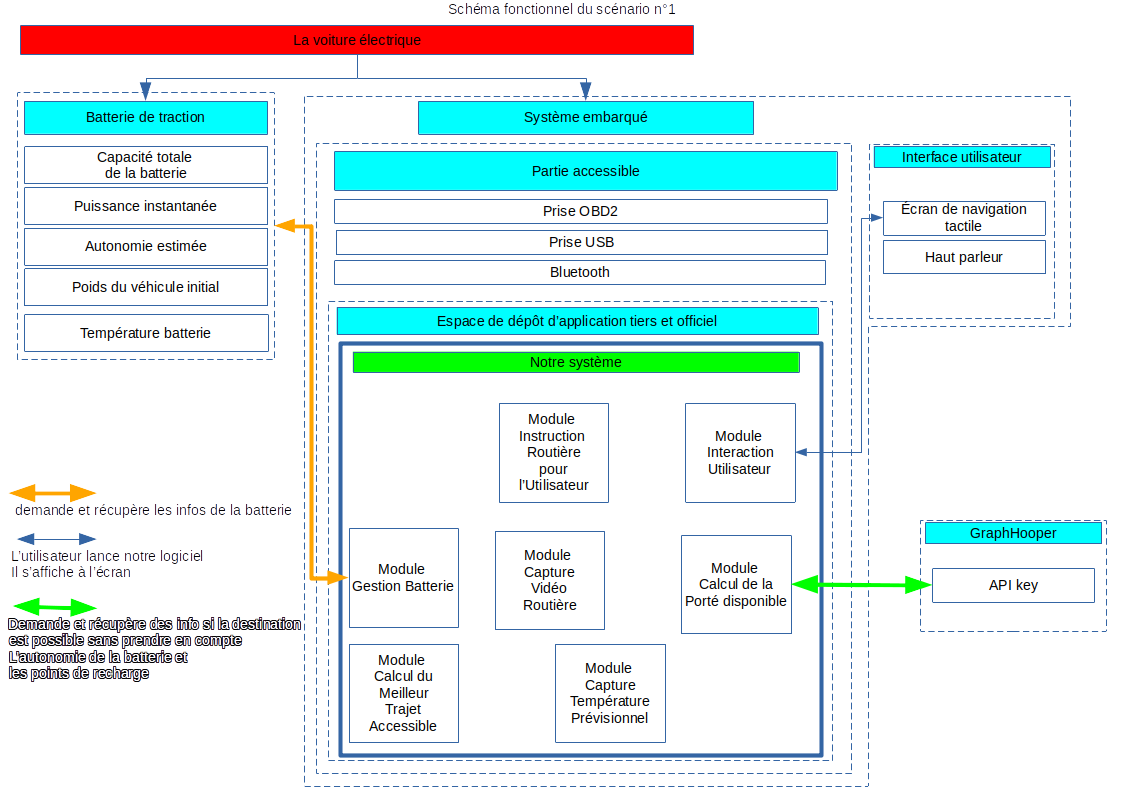 Schéma fonctionnel du scénario n°1
La voiture électrique
Batterie de traction
Capacité totale
de la batterie
Puissance instantanée
Autonomie estimée
Poids du véhicule initial
Température batterie
Système embarqué
Partie accessible
Prise OBD2
Prise USB
Bluetooth
Interface utilisateur
Écran de navigation
tactile
Haut parleur
Espace de dépôt d'application tiers et officiel
Notre système
Module
Instruction
Routière
pour
l'Utilisateur
Module
Interaction
Utilisateur
Module
Gestion Batterie
Module
Capture
Vidéo
Routière
Module
Calcul de la
Porté disponible
Module
Calcul du
Meilleur
Trajet
Accessible
Module
Capture
Température
Prévisionnel
GraphHooper
API key
demande et récupère les infos de la batterie
L'utilisateur lance notre logiciel
Il s'affiche à l'écran
Demande et récupère des info si la destination
est possible sans prendre en compte
L'autonomie de la batterie et
les points de recharge